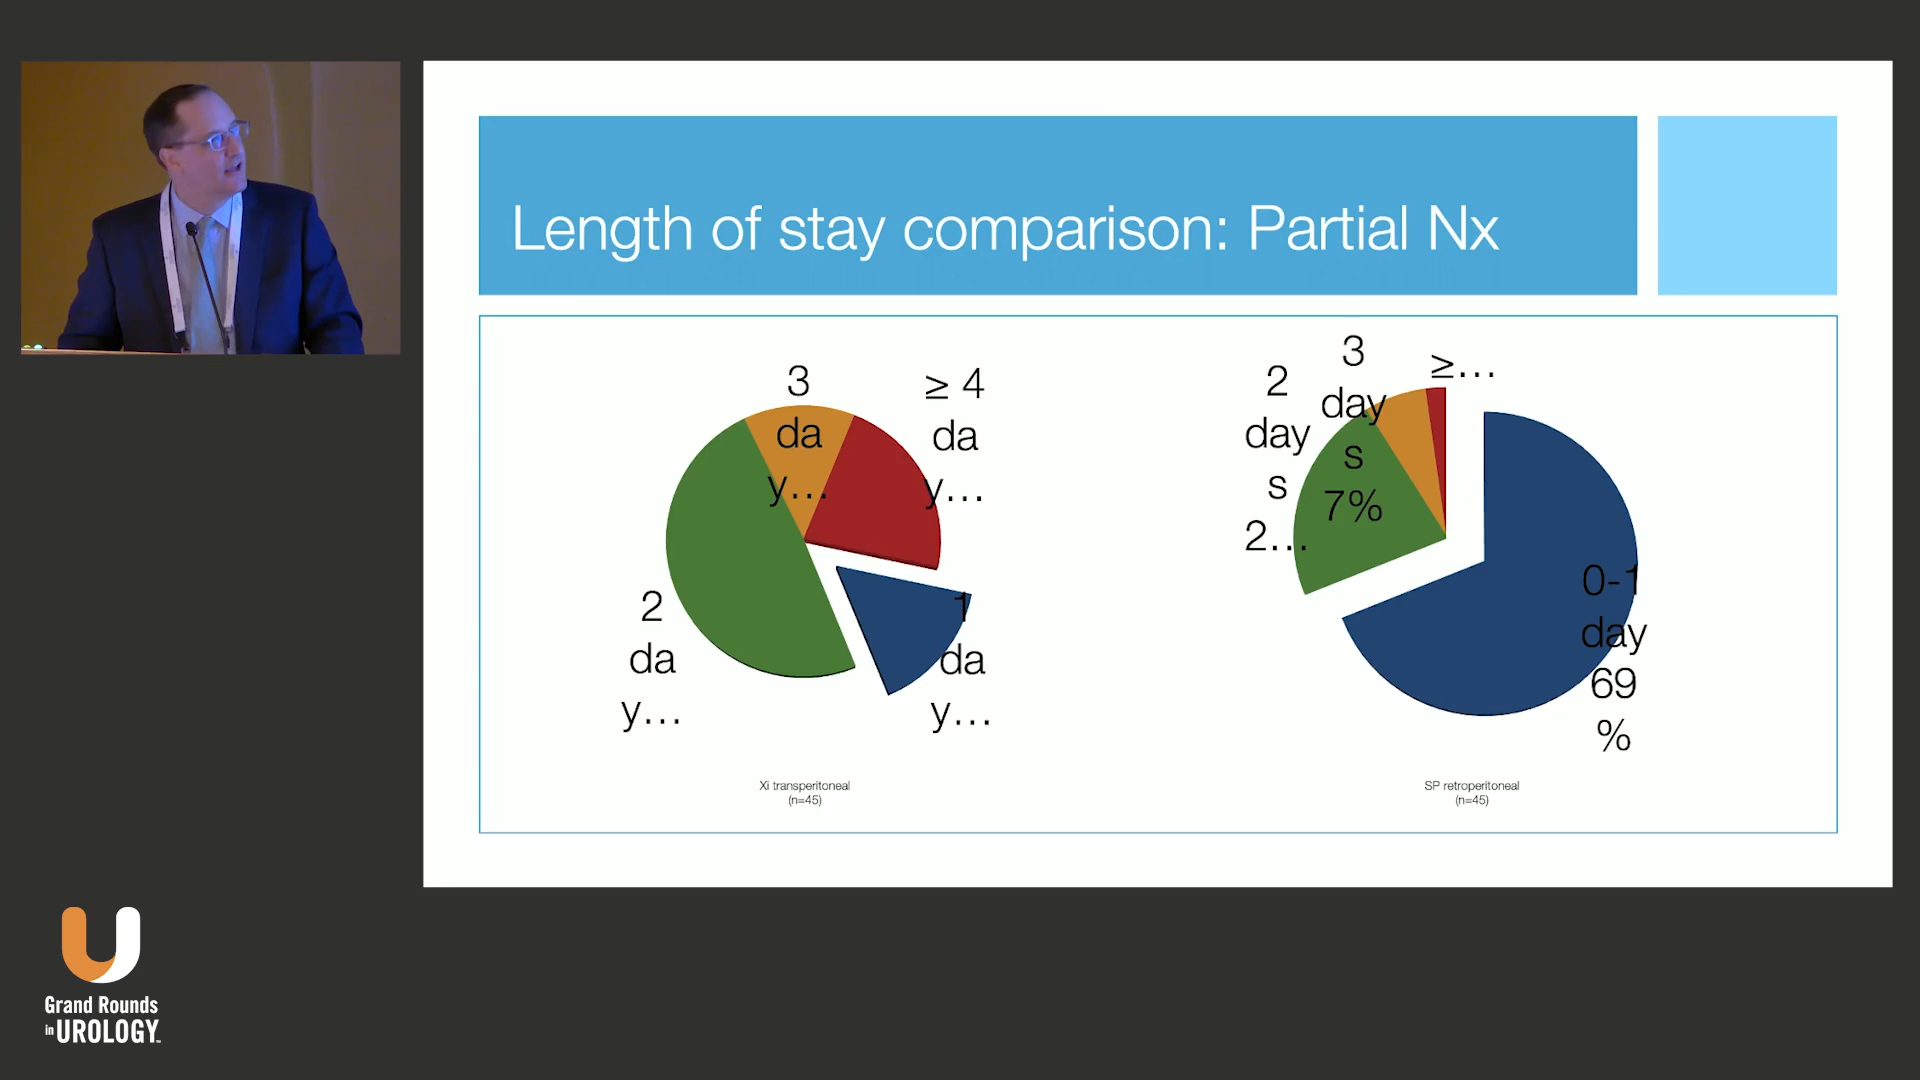 Length of stay comparison: Partial Nx
3
da
y…
≥ 4
da
y…
2
da
y…
1
da
y…
Xi transperitoneal
(n=45)
2
day
s
2…
3
day
s
7%
≥…
0-1
day
69
%
SP retroperitoneal
(n=45)
Grand Rounds
in UROLOGY™